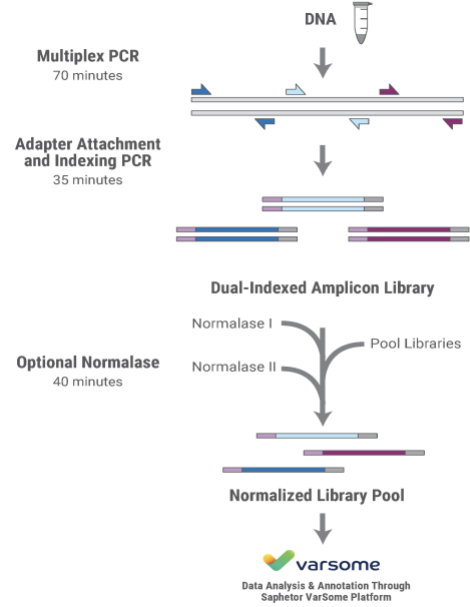 DNA
Multiplex PCR
70 minutes
Adapter Attachment
and Indexing PCR
35 minutes
Dual-Indexed Amplicon Library
Normalase I
Pool Libraries
Optional Normalase
40 minutes
Normalase II
Normalized Library Pool
varsome
Data Analysis & Annotation Through
Saphetor VarSome Platform